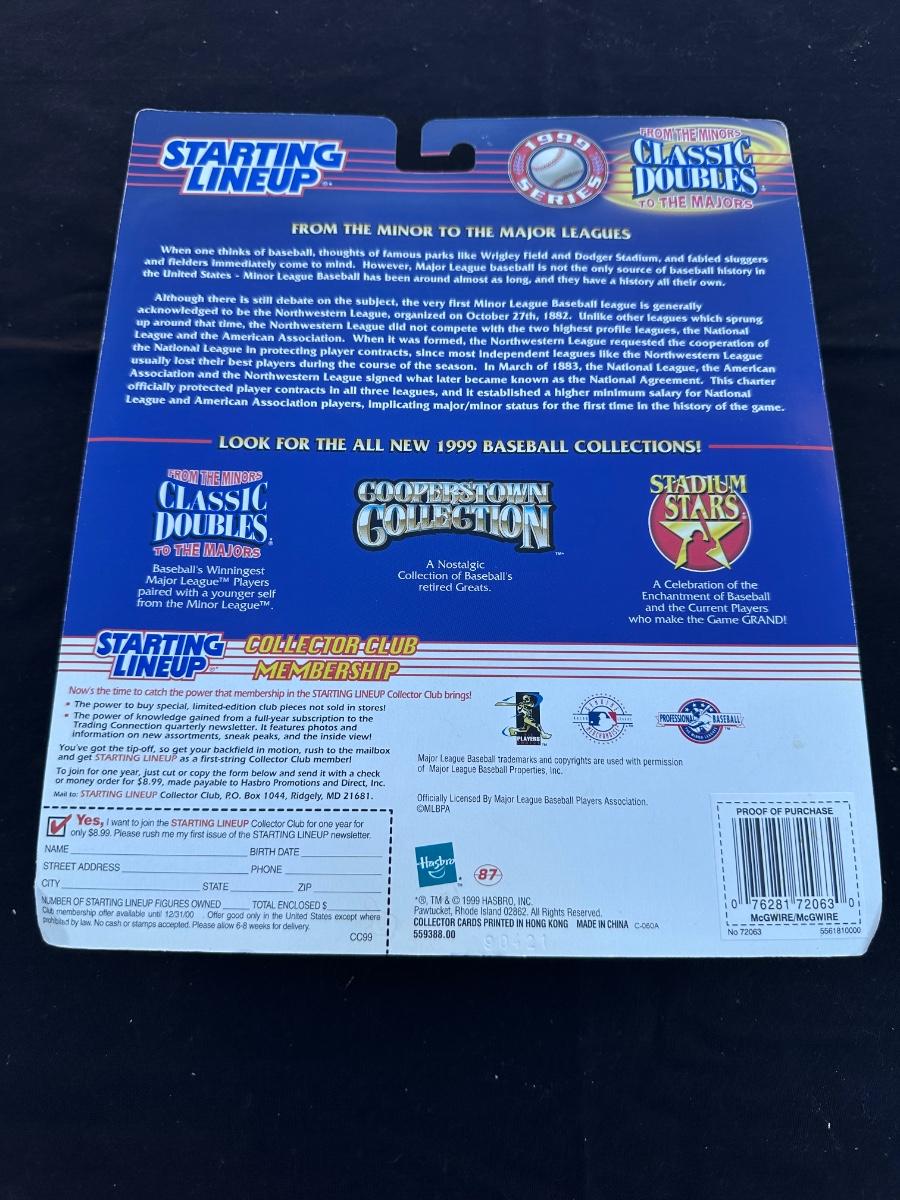 STARTING
LINEUP
1999
SERIES
FROM THE MINORS
CLASSIC
DOUBLES
TO THE MAJORS
FROM THE MINOR TO THE MAJOR LEAGUES
When one thinks of baseball, thoughts of famous parks like Wrigley Field and Dodger Stadium, and fabled sluggers
and fielders immediately come to mind. However, Major League baseball is not the only source of baseball history in
the United States - Minor League Baseball has been around almost as long, and they have a history all their own.
Although there is still debate on the subject, the very first Minor League Baseball league is generally
acknowledged to be the Northwestern League, organized on October 27th, 1882. Unlike other leagues which sprung
up around that time, the Northwestern League did not compete with the two highest profile leagues, the National
League and the American Association. When it was formed, the Northwestern League requested the cooperation of
the National League in protecting player contracts, since most independent leagues like the Northwestern League
usually lost their best players during the course of the season. In March of 1883, the National League, the American
Association and the Northwestern League signed what later became known as the National Agreement. This charter
officially protected player contracts in all three leagues, and it established a higher minimum salary for National
League and American Association players, implicating major/minor status for the first time in the history of the game.
LOOK FOR THE ALL NEW 1999 BASEBALL COLLECTIONS!
FROM THE MINORS
CLASSIC
DOUBLES
TO THE MAJORS
Baseball's Winningest
Major League™ Players
paired with a younger self
from the Minor League™.
COOPERSTOWN
COLLECTION
A Nostalgic
Collection of Baseball's
retired Greats.
STADIUM
STARS
A Celebration of the
Enchantment of Baseball
and the Current Players
who make the Game GRAND!
STARTING
LINEUP
COLLECTOR CLUB
MEMBERSHIP
Now's the time to catch the power that membership in the STARTING LINEUP Collector Club brings!
• The power to buy special, limited-edition club pieces not sold in stores!
• The power of knowledge gained from a full-year subscription to the
Trading Connection quarterly newsletter. It features photos and
information on new assortments, sneak peaks, and the inside view!
You've got the tip-off, so get your backfield in motion, rush to the mailbox
and get STARTING LINEUP as a first-string Collector Club member!
To join for one year, just cut or copy the form below and send it with a check
or money order for $8.99, made payable to Hasbro Promotions and Direct, Inc.
Mail to: STARTING LINEUP Collector Club, P.O. Box 1044, Ridgely, MD 21681.
Yes, I want to join the STARTING LINEUP Collector Club for one year for
only $8.99. Please rush me my first issue of the STARTING LINEUP newsletter.
NAME BIRTH DATE
STREET ADDRESS PHONE
CITY STATE ZIP
NUMBER OF STARTING LINEUP FIGURES OWNED TOTAL ENCLOSED $
Club membership offer available until 12/31/00 . Offer good only in the United States except where
prohibited by law. No cash or stamps accepted. Please allow 6-8 weeks for delivery.
CC99
PLAYERS
CHOICE
GENUINE
MERCHANDISE
PROFESSIONAL BASEBALL
Major League Baseball trademarks and copyrights are used with permission
of Major League Baseball Properties, Inc.
Officially Licensed By Major League Baseball Players Association.
©MLBPA
Hasbro
87
*®, TM & © 1999 HASBRO, INC.
Pawtucket, Rhode Island 02862. All Rights Reserved.
COLLECTOR CARDS PRINTED IN HONG KONG MADE IN CHINA C-060A
559388.00
90421
PROOF OF PURCHASE
0 76281 72063 0
McGWIRE/McGWIRE
No 72063 5561810000